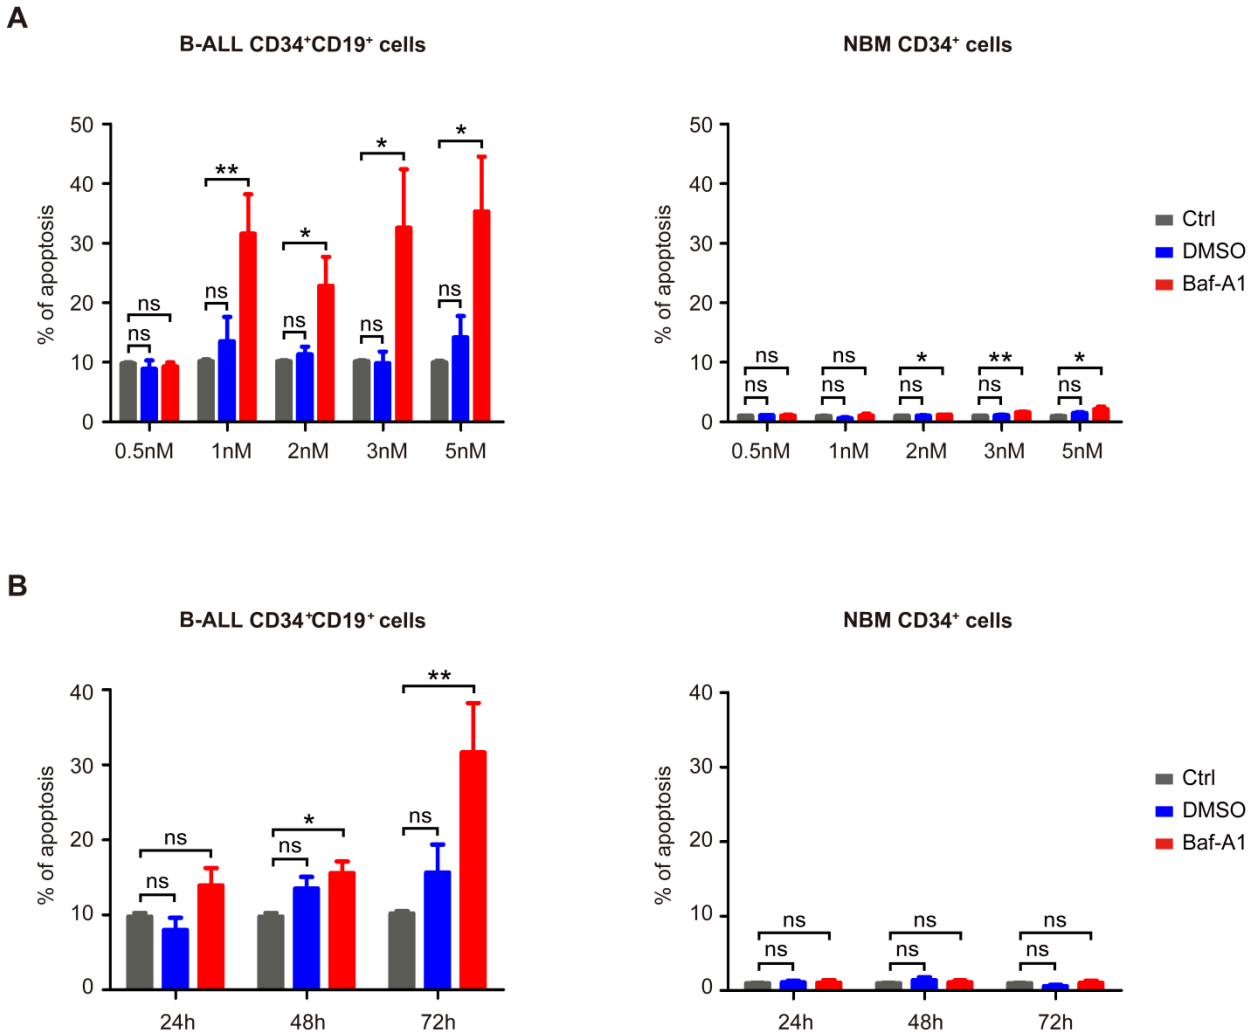 A
B-ALL CD34⁺CD19⁺ cells
NBM CD34⁺ cells
% of apoptosis
50
40
30
20
10
0
ns
ns
ns
**
ns
*
ns
*
ns
*
0.5nM 1nM 2nM 3nM 5nM
% of apoptosis
50
40
30
20
10
0
ns
ns
ns
ns
*
ns
**
ns
*
ns
0.5nM 1nM 2nM 3nM 5nM
Ctrl
DMSO
Baf-A1
B
B-ALL CD34⁺CD19⁺ cells
NBM CD34⁺ cells
% of apoptosis
40
30
20
10
0
ns
ns
*
ns
**
ns
24h 48h 72h
% of apoptosis
40
30
20
10
0
ns
ns
ns
ns
ns
ns
24h 48h 72h
Ctrl
DMSO
Baf-A1